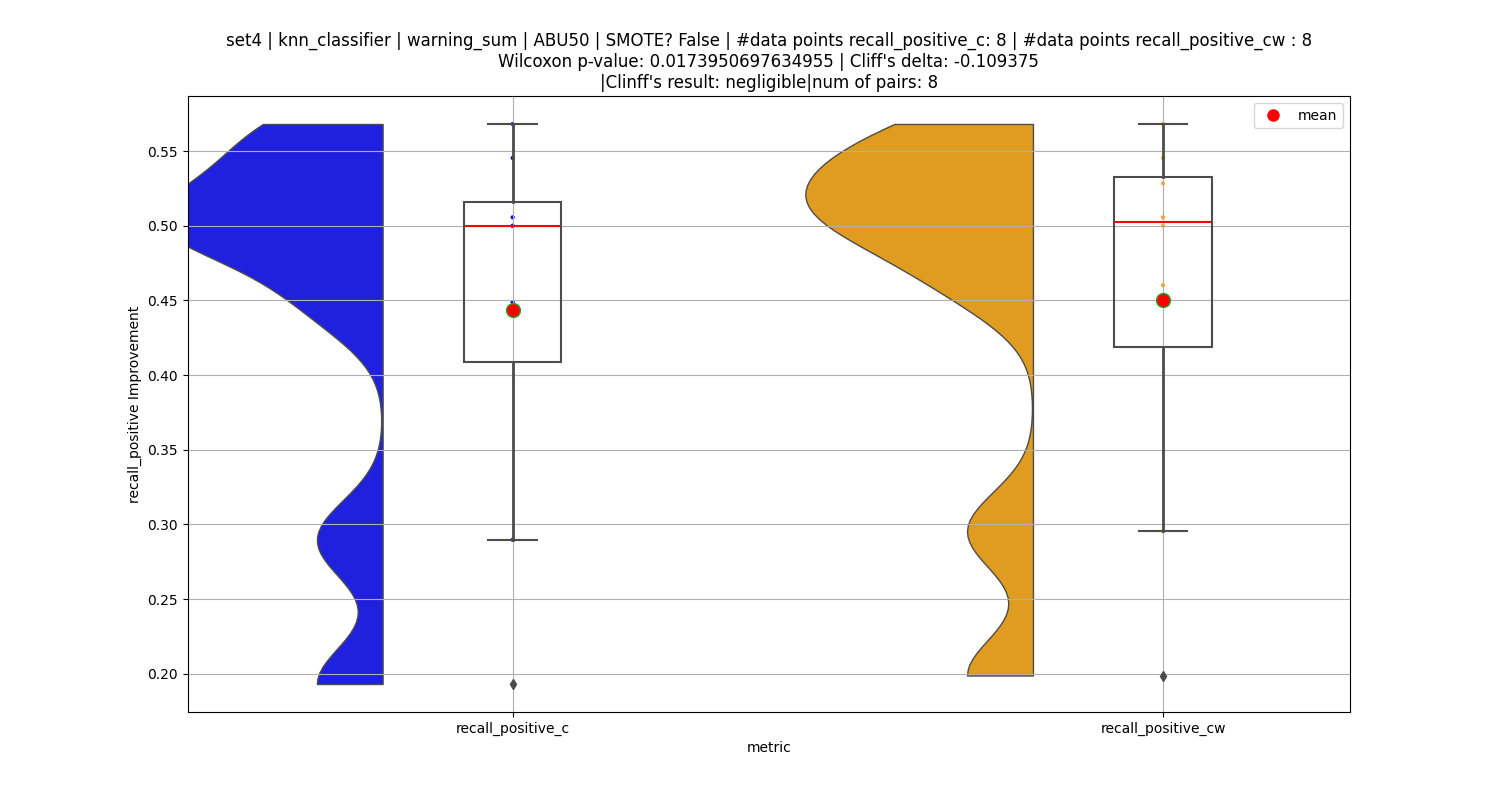 set4 | knn_classifier | warning_sum | ABU50 | SMOTE? False | #data points recall_positive_c: 8 | #data points recall_positive_cw : 8
Wilcoxon p-value: 0.0173950697634955 | Cliff's delta: -0.109375
|Clinff's result: negligible|num of pairs: 8
mean
recall_positive Improvement
0.55
0.50
0.45
0.40
0.35
0.30
0.25
0.20
recall_positive_c
recall_positive_cw
metric